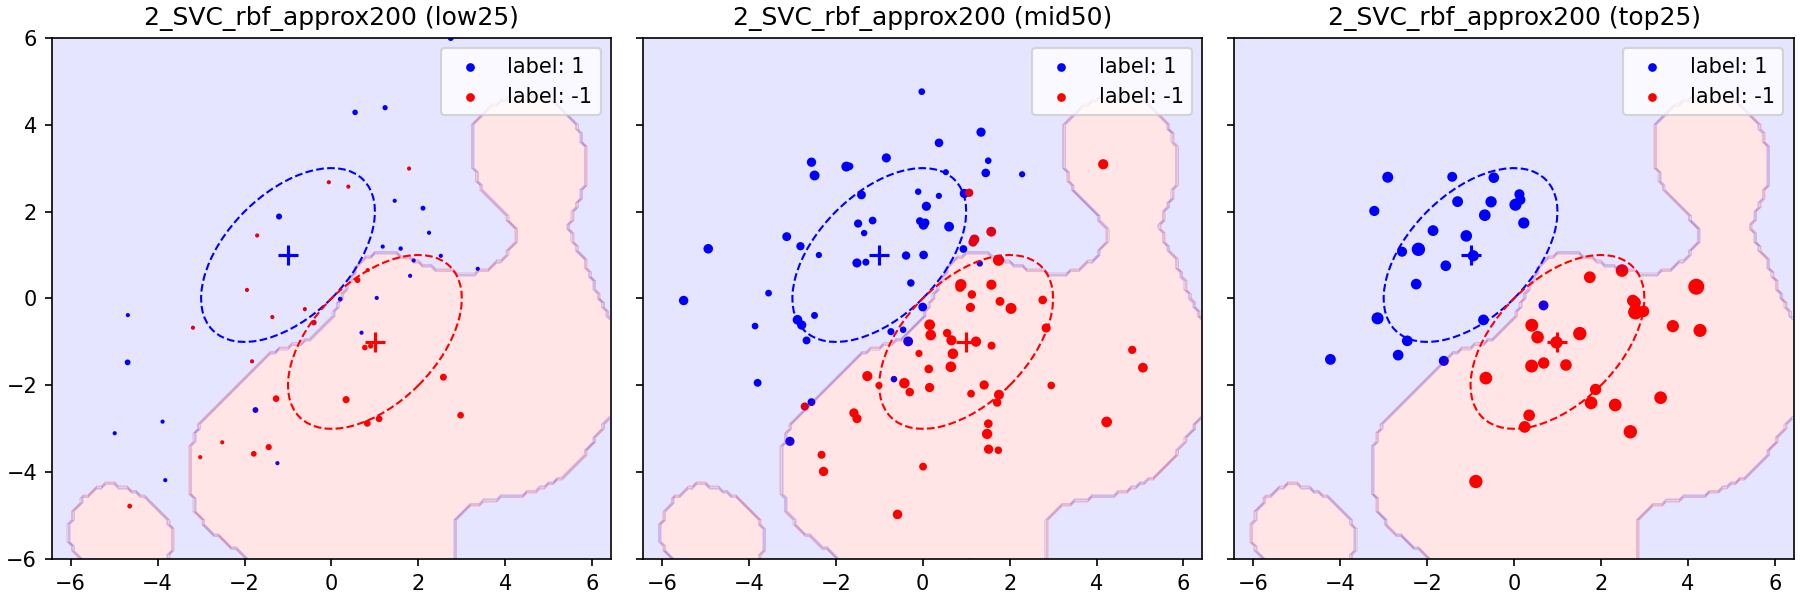 2_SVC_rbf_approx200 (low25)
2_SVC_rbf_approx200 (mid50)
2_SVC_rbf_approx200 (top25)
label: 1
label: -1
label: 1
label: -1
label: 1
label: -1
6
4
2
0
−2
−4
−6
−6 −4 −2 0 2 4 6
−6 −4 −2 0 2 4 6
−6 −4 −2 0 2 4 6